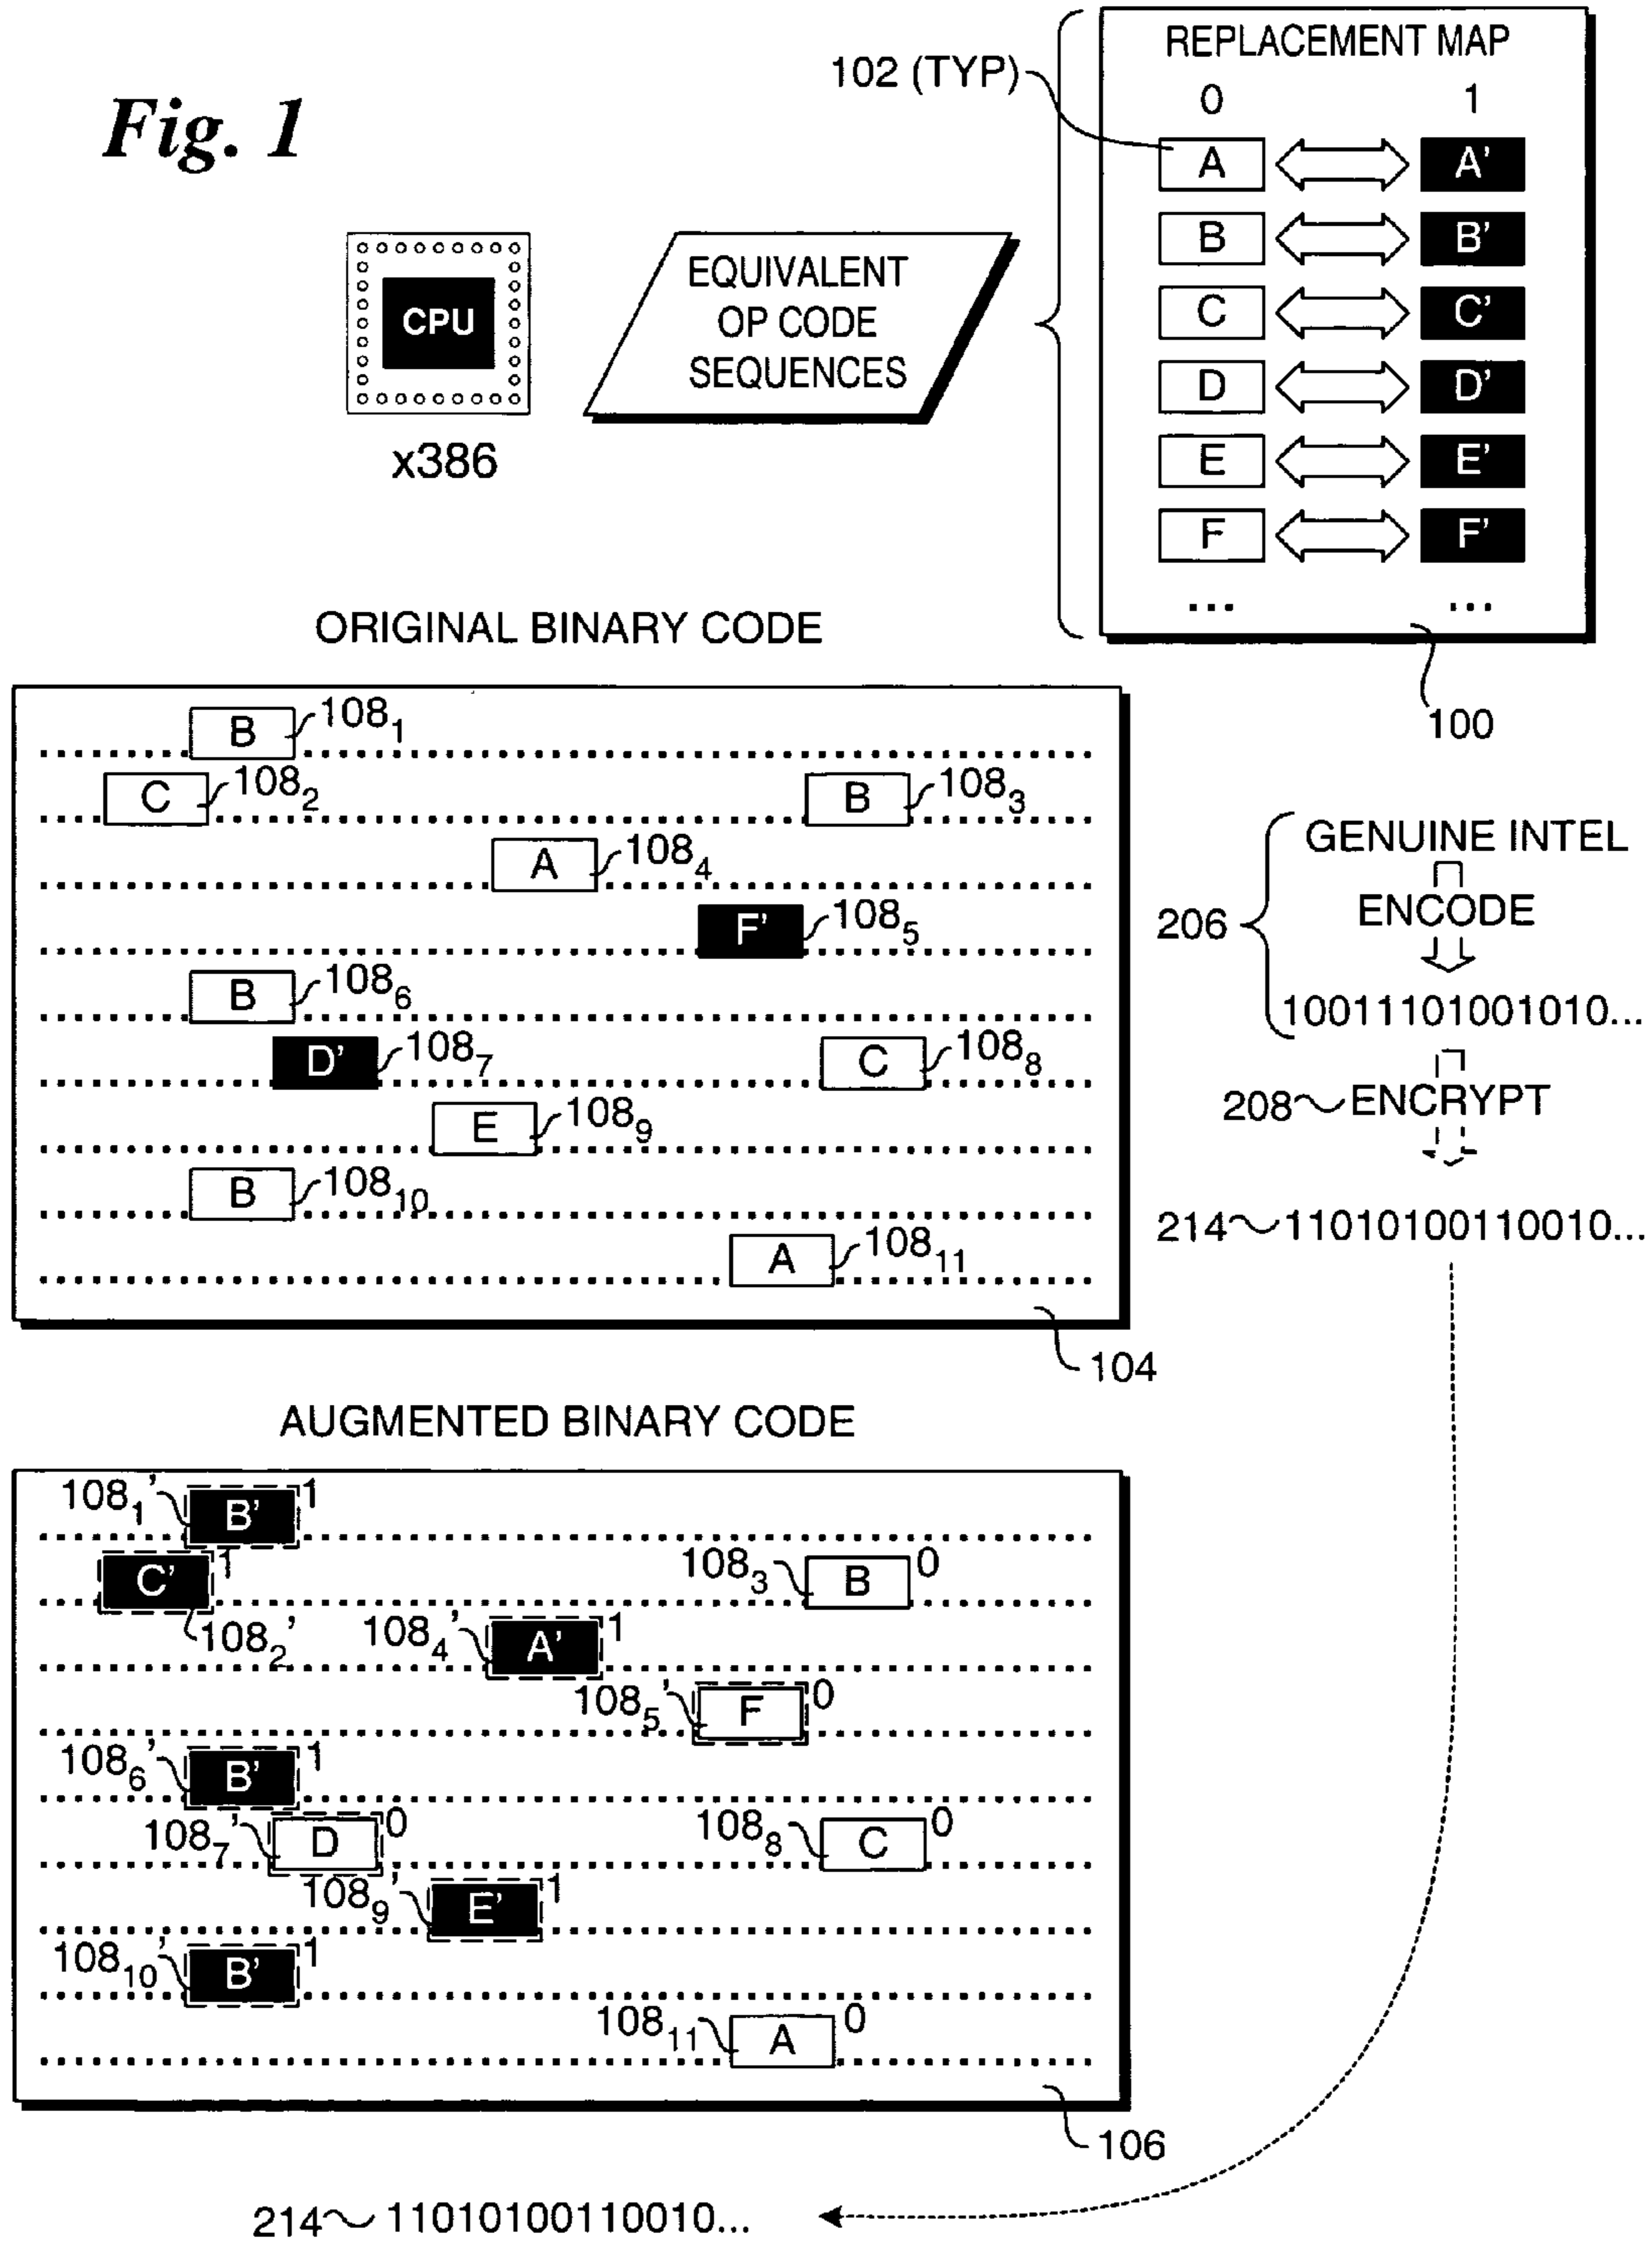 Fig. 1
102 (TYP)
REPLACEMENT MAP
0 1
A A'
B B'
C C'
D D'
E E'
F F'
... ...
100
CPU
x386
EQUIVALENT
OP CODE
SEQUENCES
ORIGINAL BINARY CODE
B 108₁
C 108₂ B 108₃
A 108₄
F' 108₅
B 108₆
D' 108₇ C 108₈
E 108₉
B 108₁₀
A 108₁₁
104
GENUINE INTEL
206 ENCODE
10011101001010...
208 ENCRYPT
214 11010100110010...
AUGMENTED BINARY CODE
108₁' B' 1
C' 1 108₃ B 0
108₂' 108₄' A' 1
108₅' F 0
108₆' B' 1
108₇' D 0 108₈ C 0
108₉' E' 1
108₁₀' B' 1
108₁₁ A 0
106
214 11010100110010...